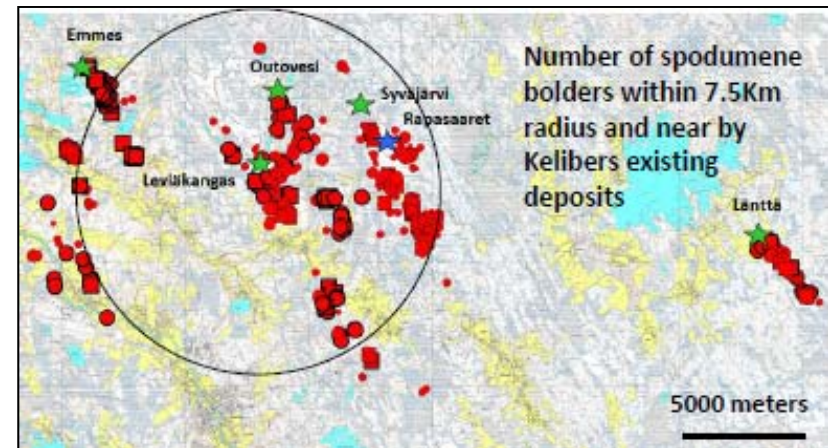 Emmes
Outovesi
Syväjärvi
Rapasaaret
Leviäkangas
Länttä
Number of spodumene
bolders within 7.5Km
radius and near by
Kelibers existing
deposits
5000 meters